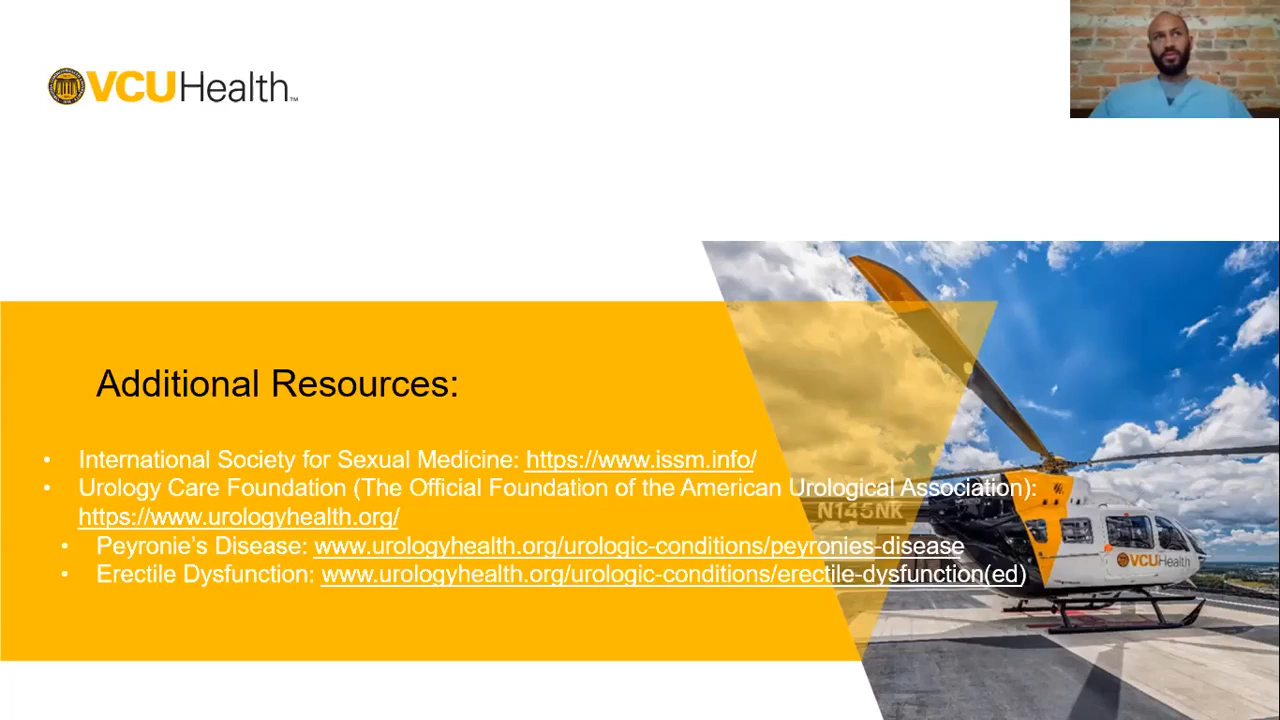 VCUHealth™
Additional Resources:
• International Society for Sexual Medicine: https://www.issm.info/
• Urology Care Foundation (The Official Foundation of the American Urological Association):
https://www.urologyhealth.org/
• Peyronie’s Disease: www.urologyhealth.org/urologic-conditions/peyronies-disease
• Erectile Dysfunction: www.urologyhealth.org/urologic-conditions/erectile-dysfunction(ed)
N145NK
VCUHealth